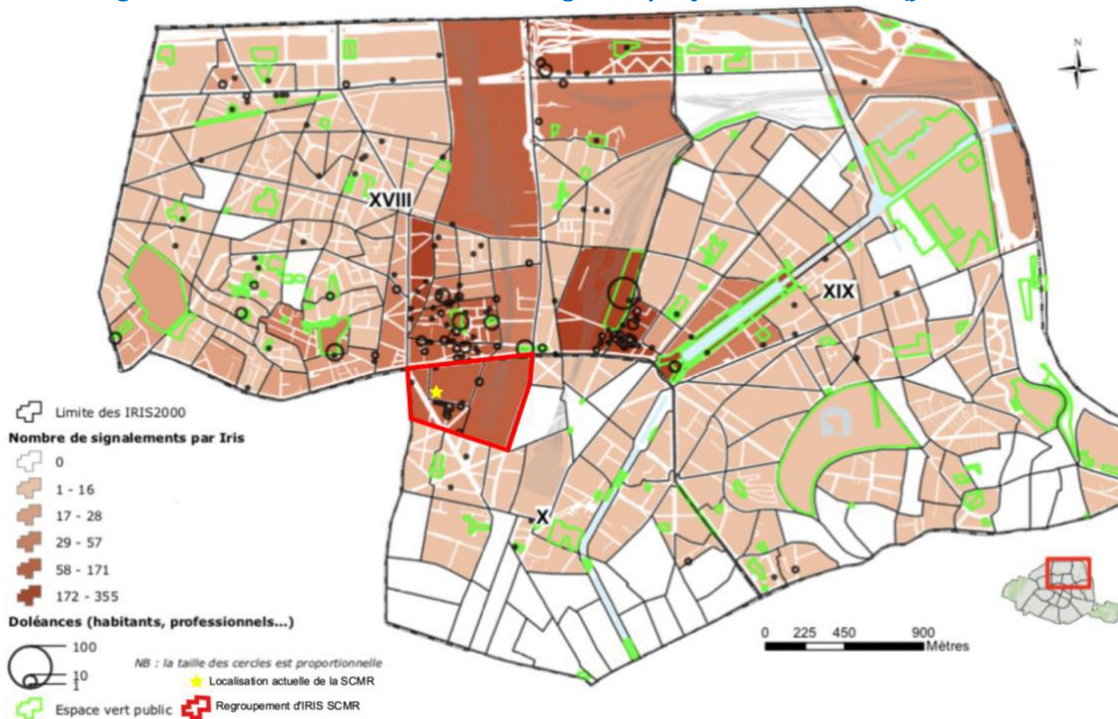 N
XVIII
XIX
X
Limite des IRIS2000
Nombre de signalements par Iris
0
1 - 16
17 - 28
29 - 57
58 - 171
172 - 355
Doléances (habitants, professionnels...)
100
10
1
NB : la taille des cercles est proportionnelle
Localisation actuelle de la SCMR
Espace vert public
Regroupement d'IRIS SCMR
0 225 450 900
Mètres